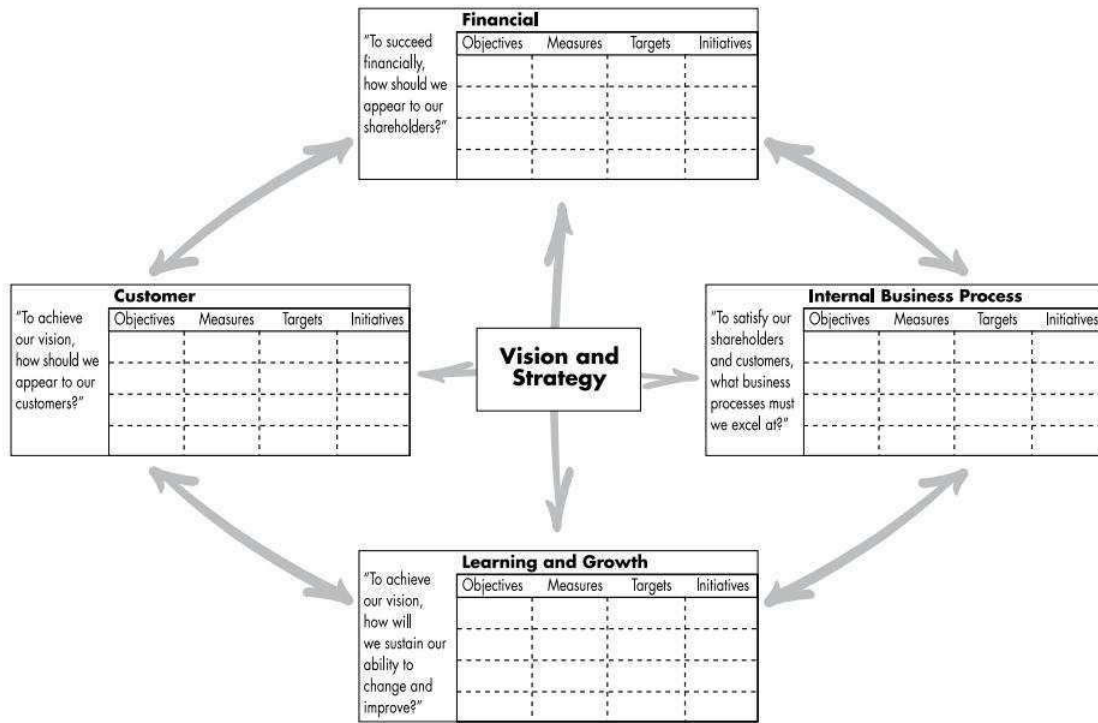 Financial
"To succeed
financially,
how should we
appear to our
shareholders?"
Objectives Measures Targets Initiatives
Customer
"To achieve
our vision,
how should we
appear to our
customers?"
Objectives Measures Targets Initiatives
Vision and
Strategy
Internal Business Process
"To satisfy our
shareholders
and customers,
what business
processes must
we excel at?"
Objectives Measures Targets Initiatives
Learning and Growth
"To achieve
our vision,
how will
we sustain our
ability to
change and
improve?"
Objectives Measures Targets Initiatives